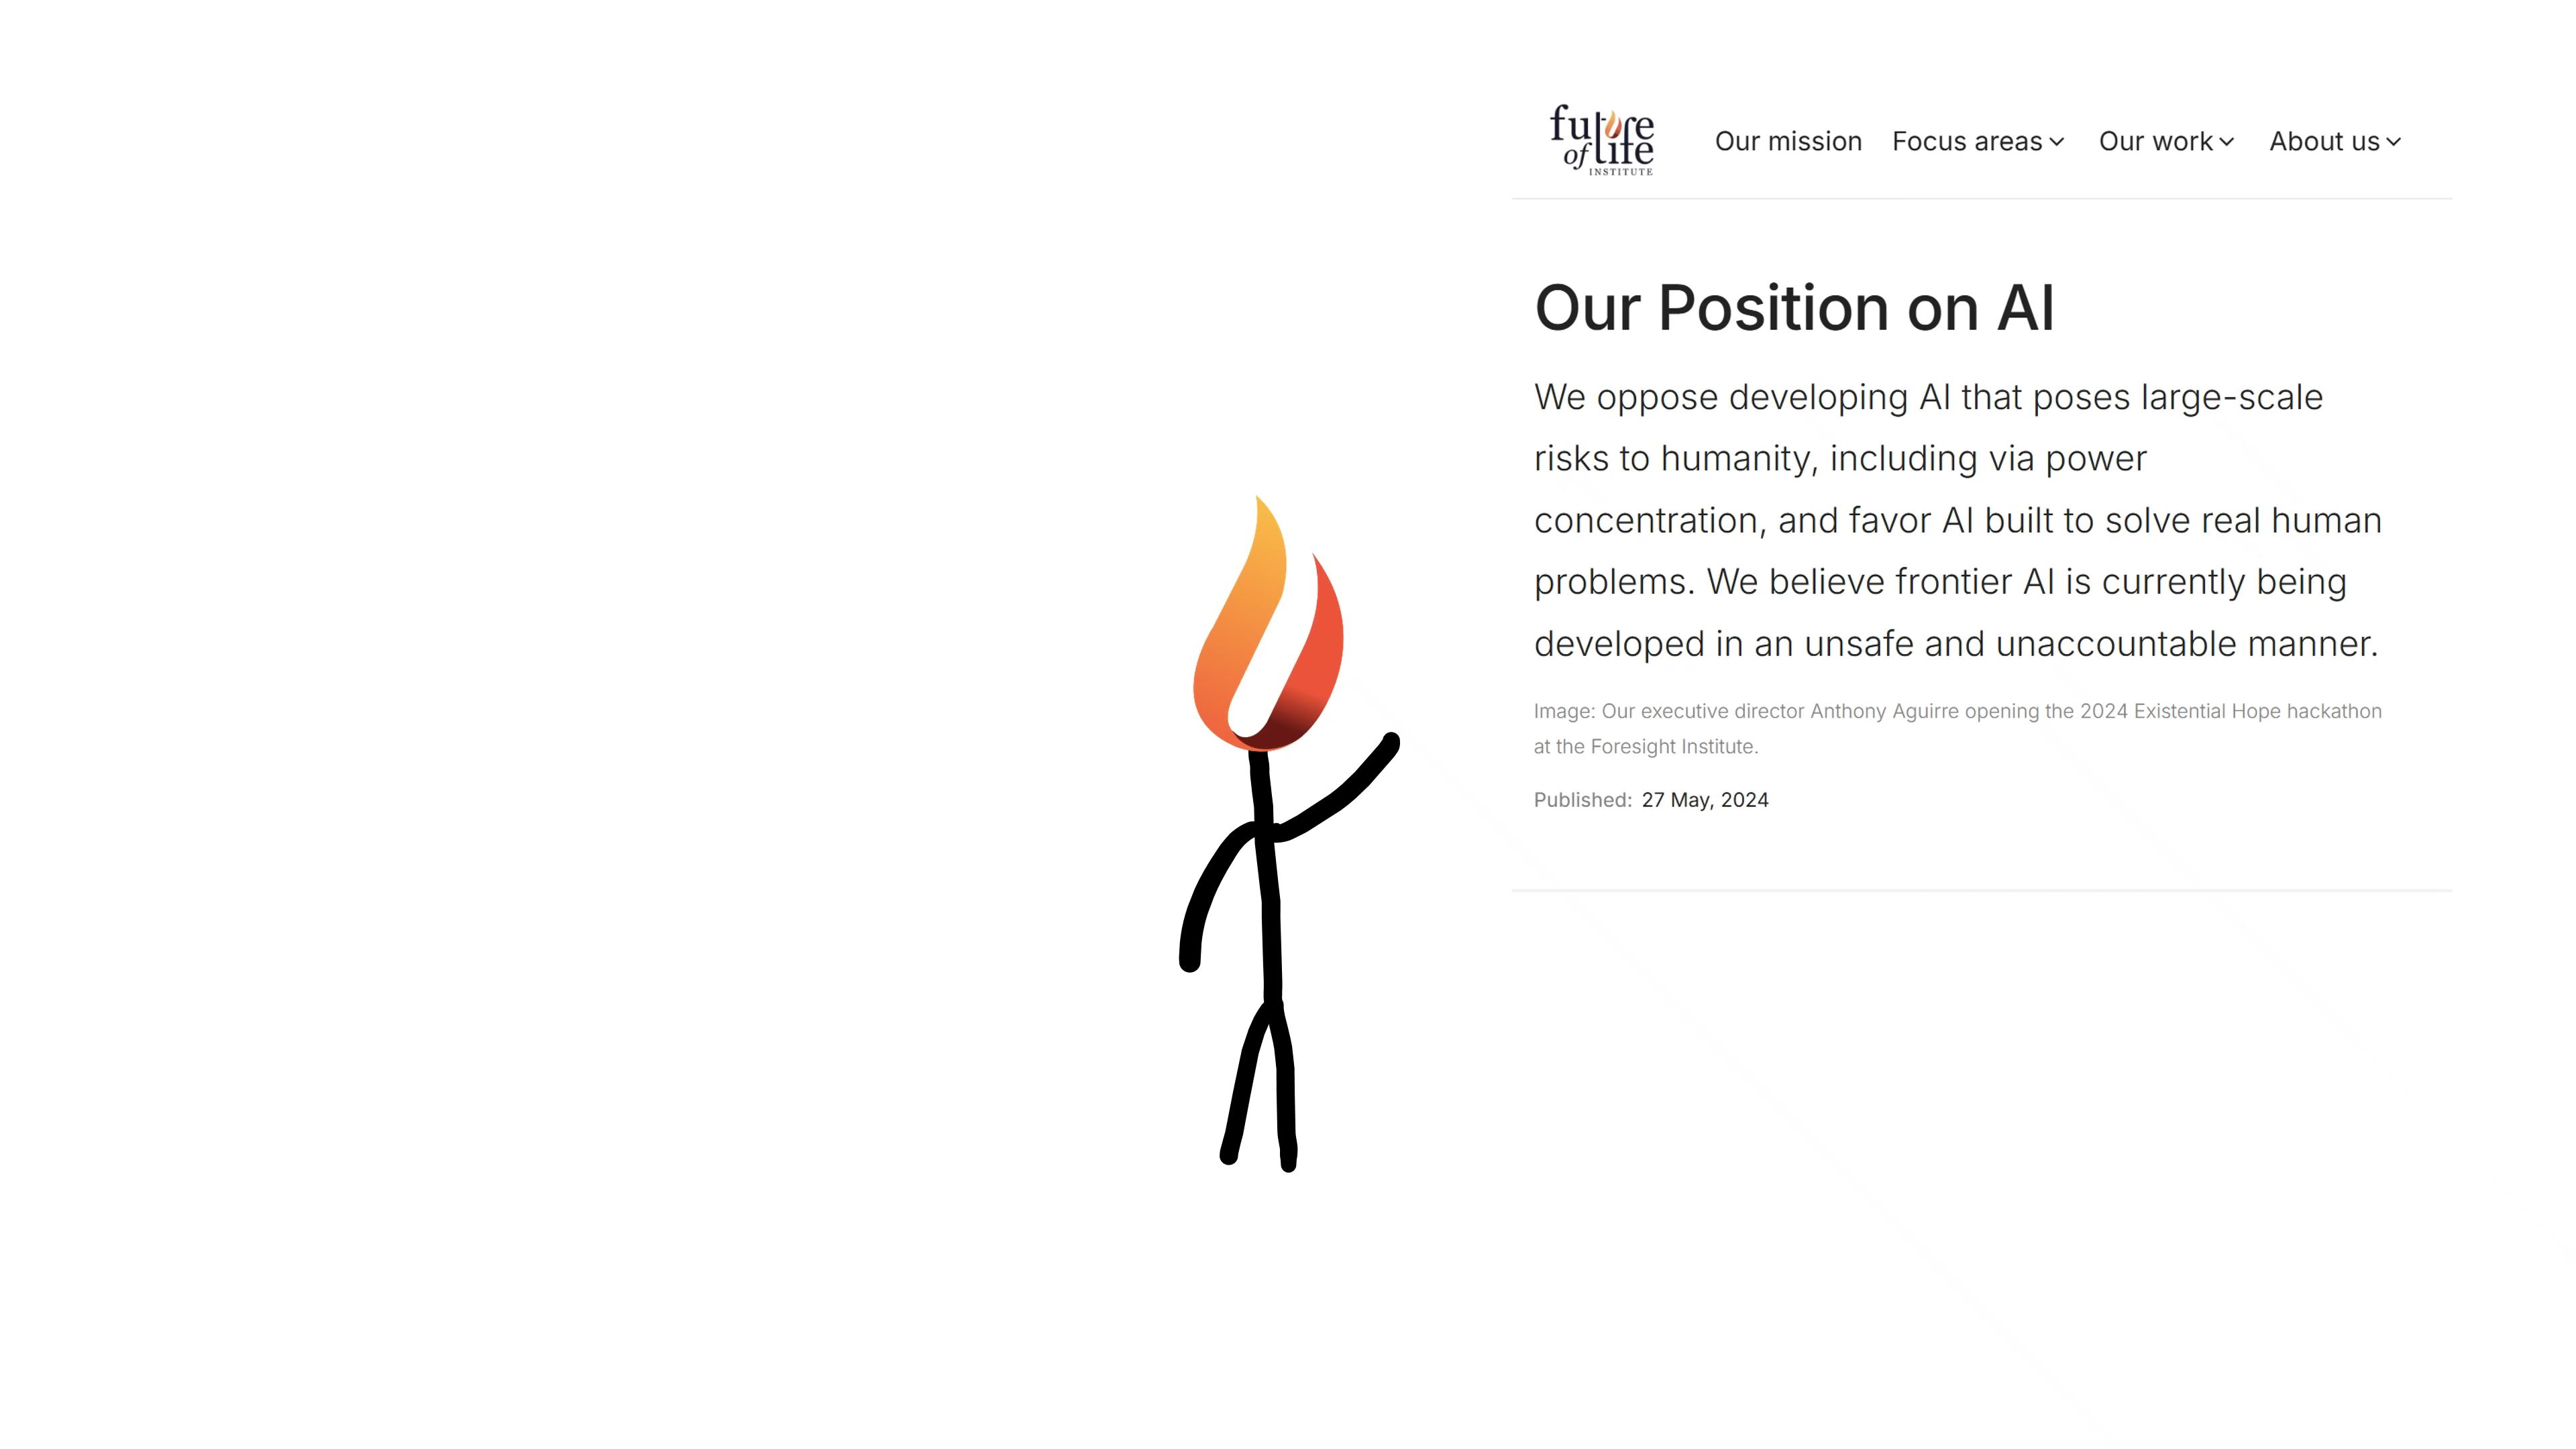 future
of life
INSTITUTE
Our mission Focus areas Our work About us
Our Position on AI
We oppose developing AI that poses large-scale
risks to humanity, including via power
concentration, and favor AI built to solve real human
problems. We believe frontier AI is currently being
developed in an unsafe and unaccountable manner.
Image: Our executive director Anthony Aguirre opening the 2024 Existential Hope hackathon
at the Foresight Institute.
Published: 27 May, 2024